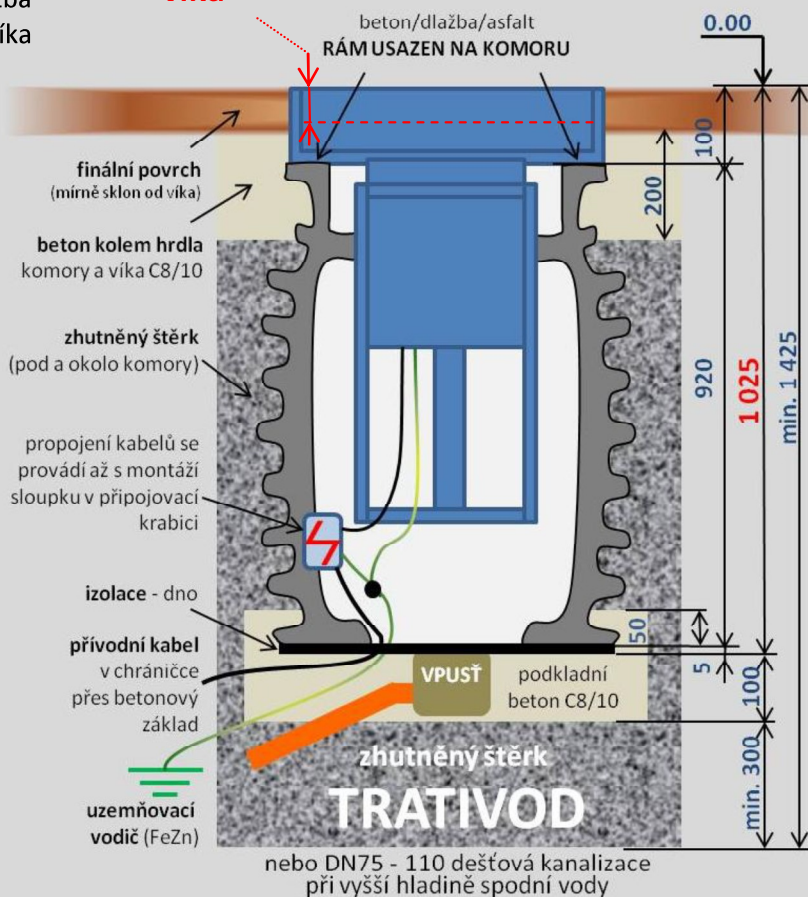 beton/dlažba/asfalt
RÁM USAZEN NA KOMORU
0.00
finální povrch
(mírně sklon od víka)
beton kolem hrdla
komory a víka C8/10
zhutněný štěrk
(pod a okolo komory)
propojení kabelů se
provádí až s montáží
sloupku v připojovací
krabici
izolace - dno
přívodní kabel
v chráničce
přes betonový
základ
uzemňovací
vodič (FeZn)
100
200
920
1 025
min. 1 425
50
5
100
min. 300
VPUSŤ
podkladní
beton C8/10
zhutněný štěrk
TRATIVOD
nebo DN75 - 110 dešťová kanalizace
při vyšší hladině spodní vody